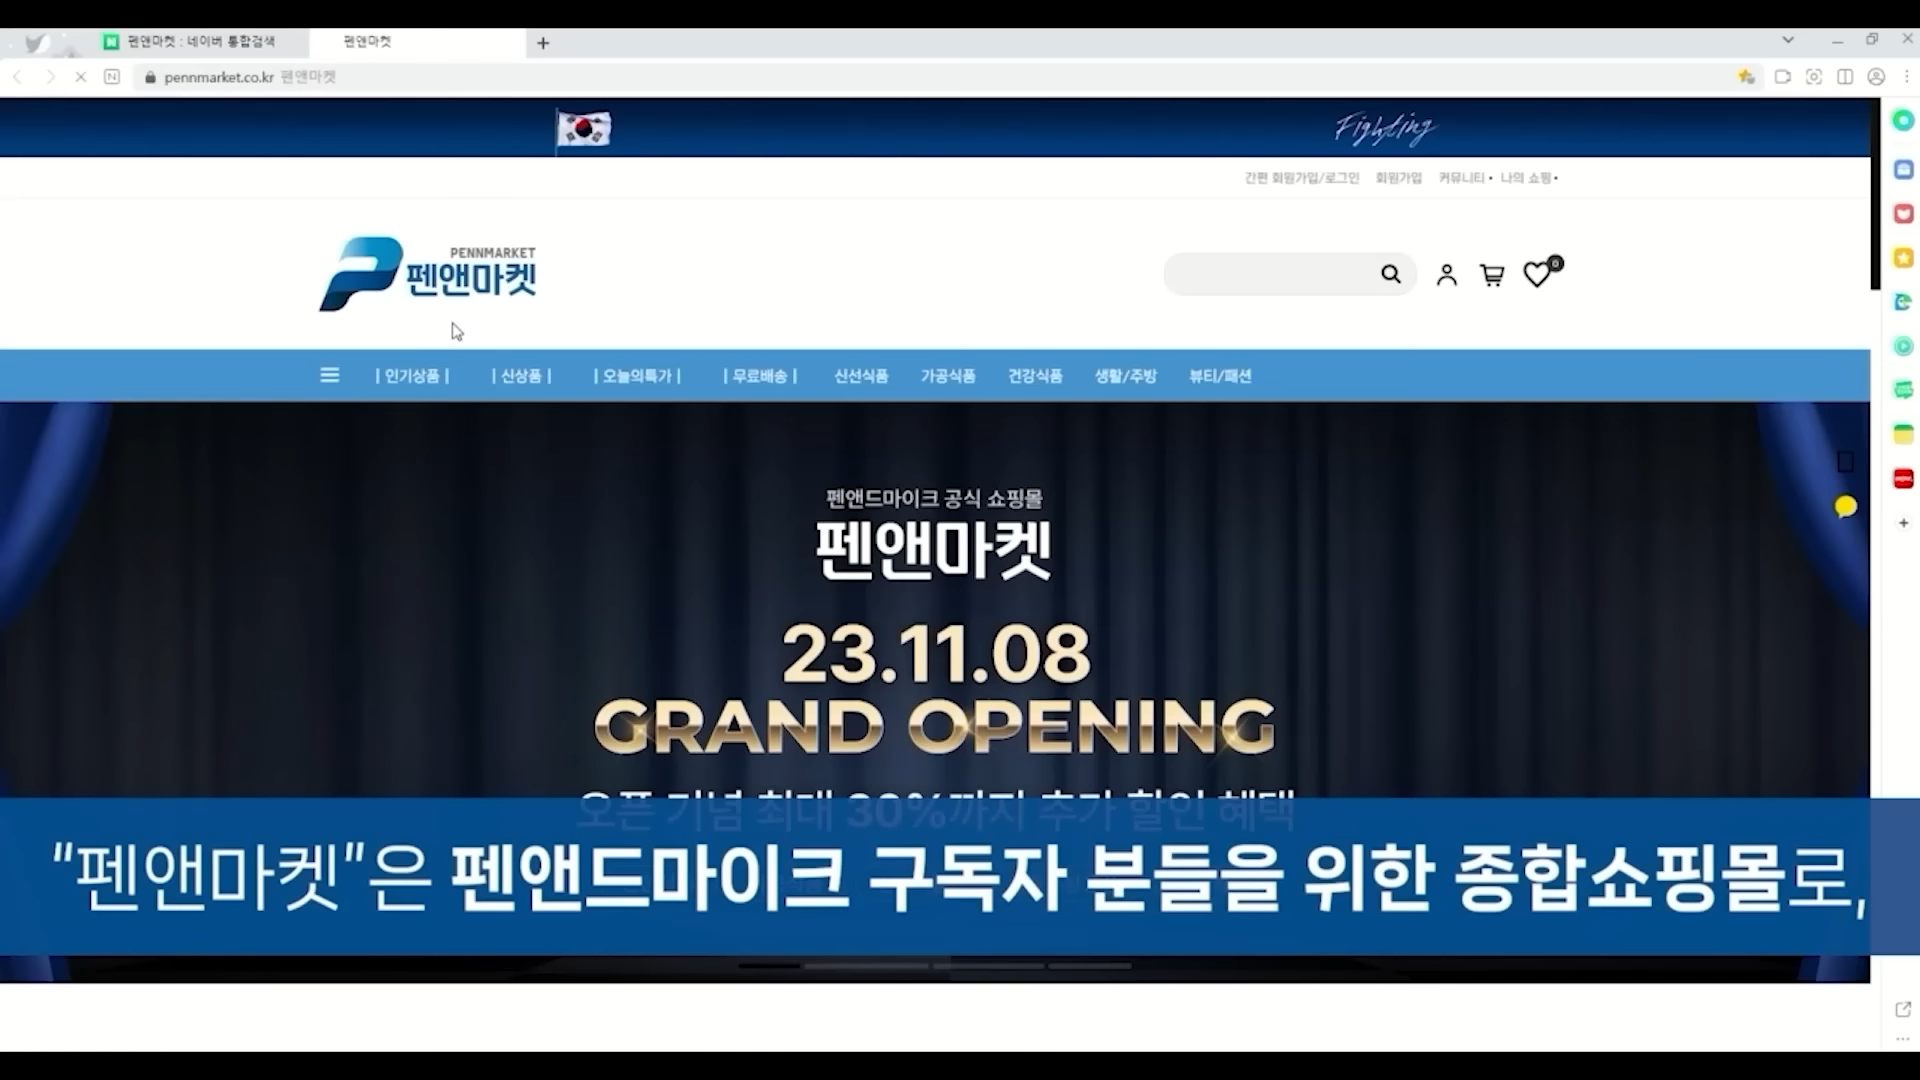 펜앤마켓 : 네이버 통합검색
펜앤마켓
pennmarket.co.kr 펜앤마켓
Fighting
간편 회원가입/로그인 회원가입 커뮤니티 나의 쇼핑
PENNMARKET
펜앤마켓
0
| 인기상품 | | 신상품 | | 오늘의특가 | | 무료배송 | 신선식품 가공식품 건강식품 생활/주방 뷰티/패션
펜앤드마이크 공식 쇼핑몰
펜앤마켓
23.11.08
GRAND OPENING
오픈 기념 최대 30%까지 추가 할인 혜택
"펜앤마켓"은 펜앤드마이크 구독자 분들을 위한 종합쇼핑몰로,